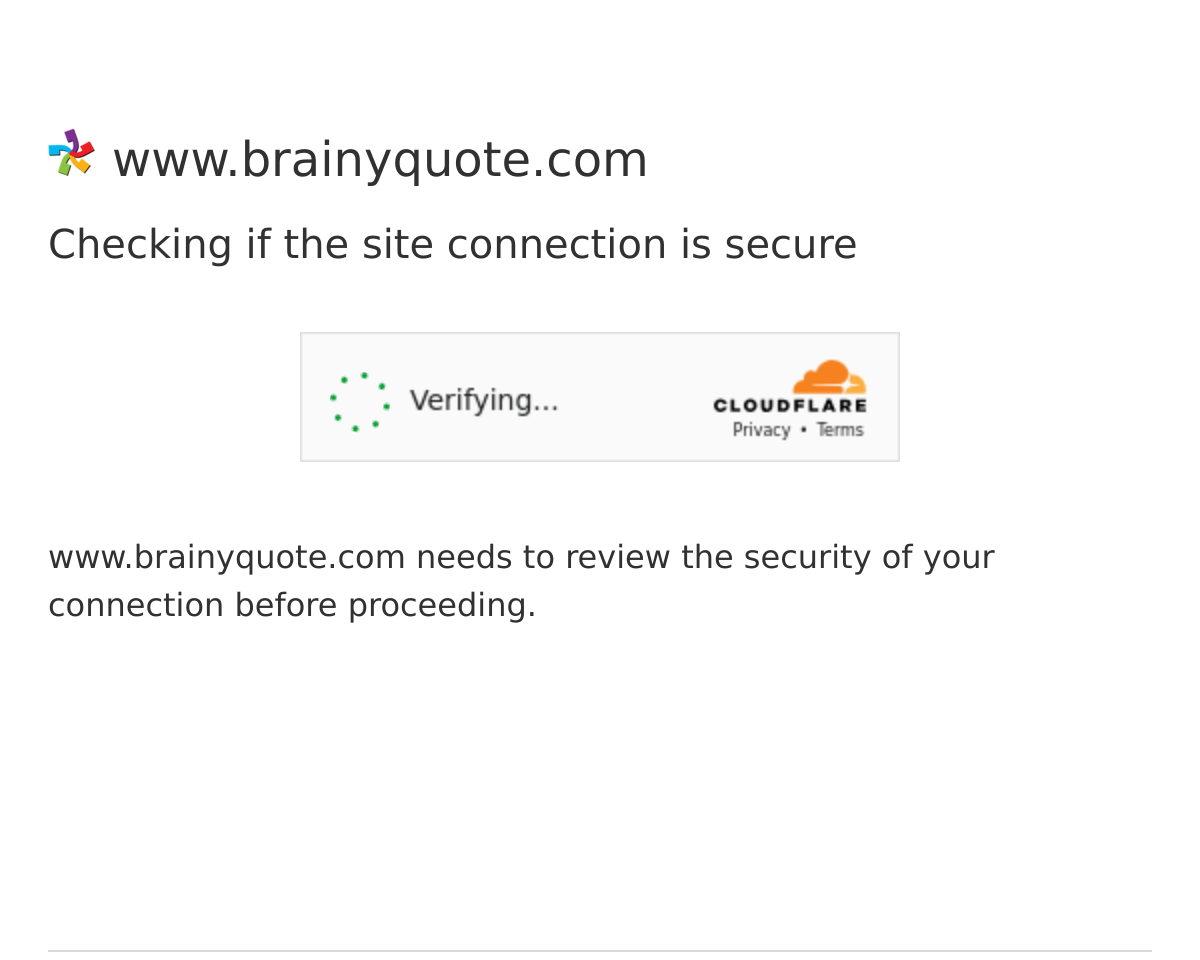 www.brainyquote.com
Checking if the site connection is secure
Verifying...
CLOUDFLARE
Privacy • Terms
www.brainyquote.com needs to review the security of your
connection before proceeding.